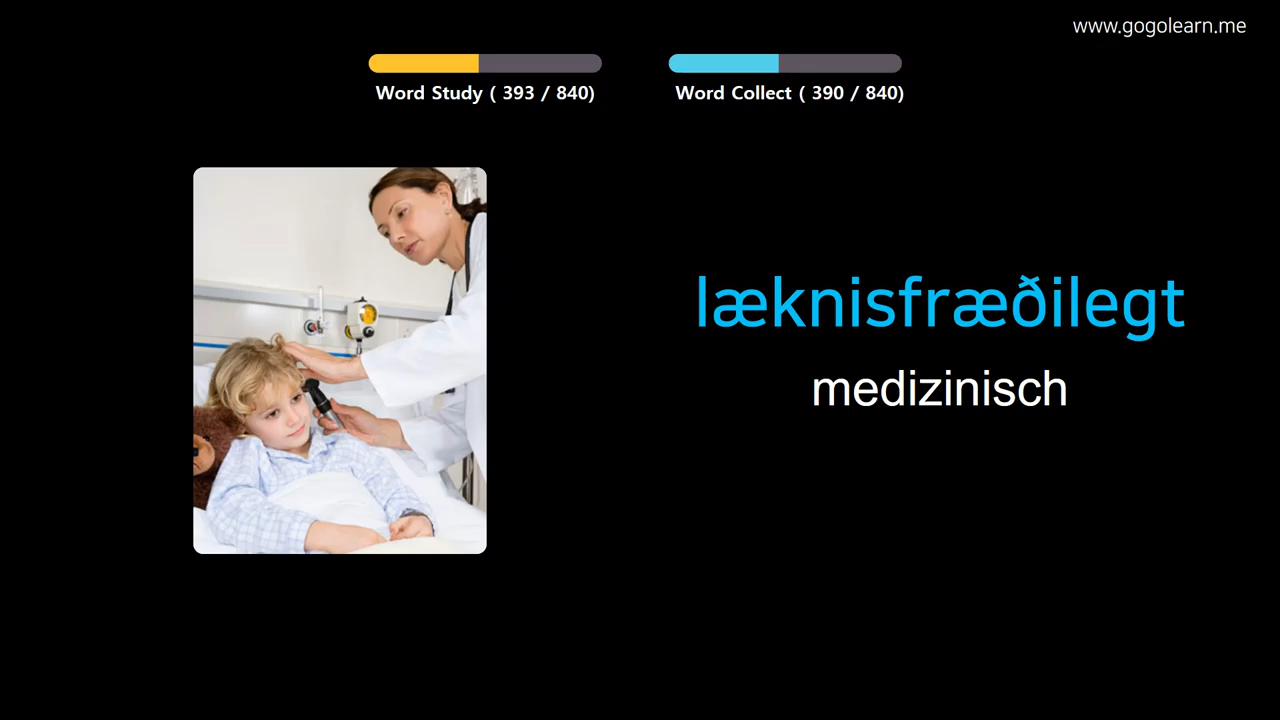 www.gogolearn.me
Word Study ( 393 / 840)
Word Collect ( 390 / 840)
læknisfræðilegt
medizinisch